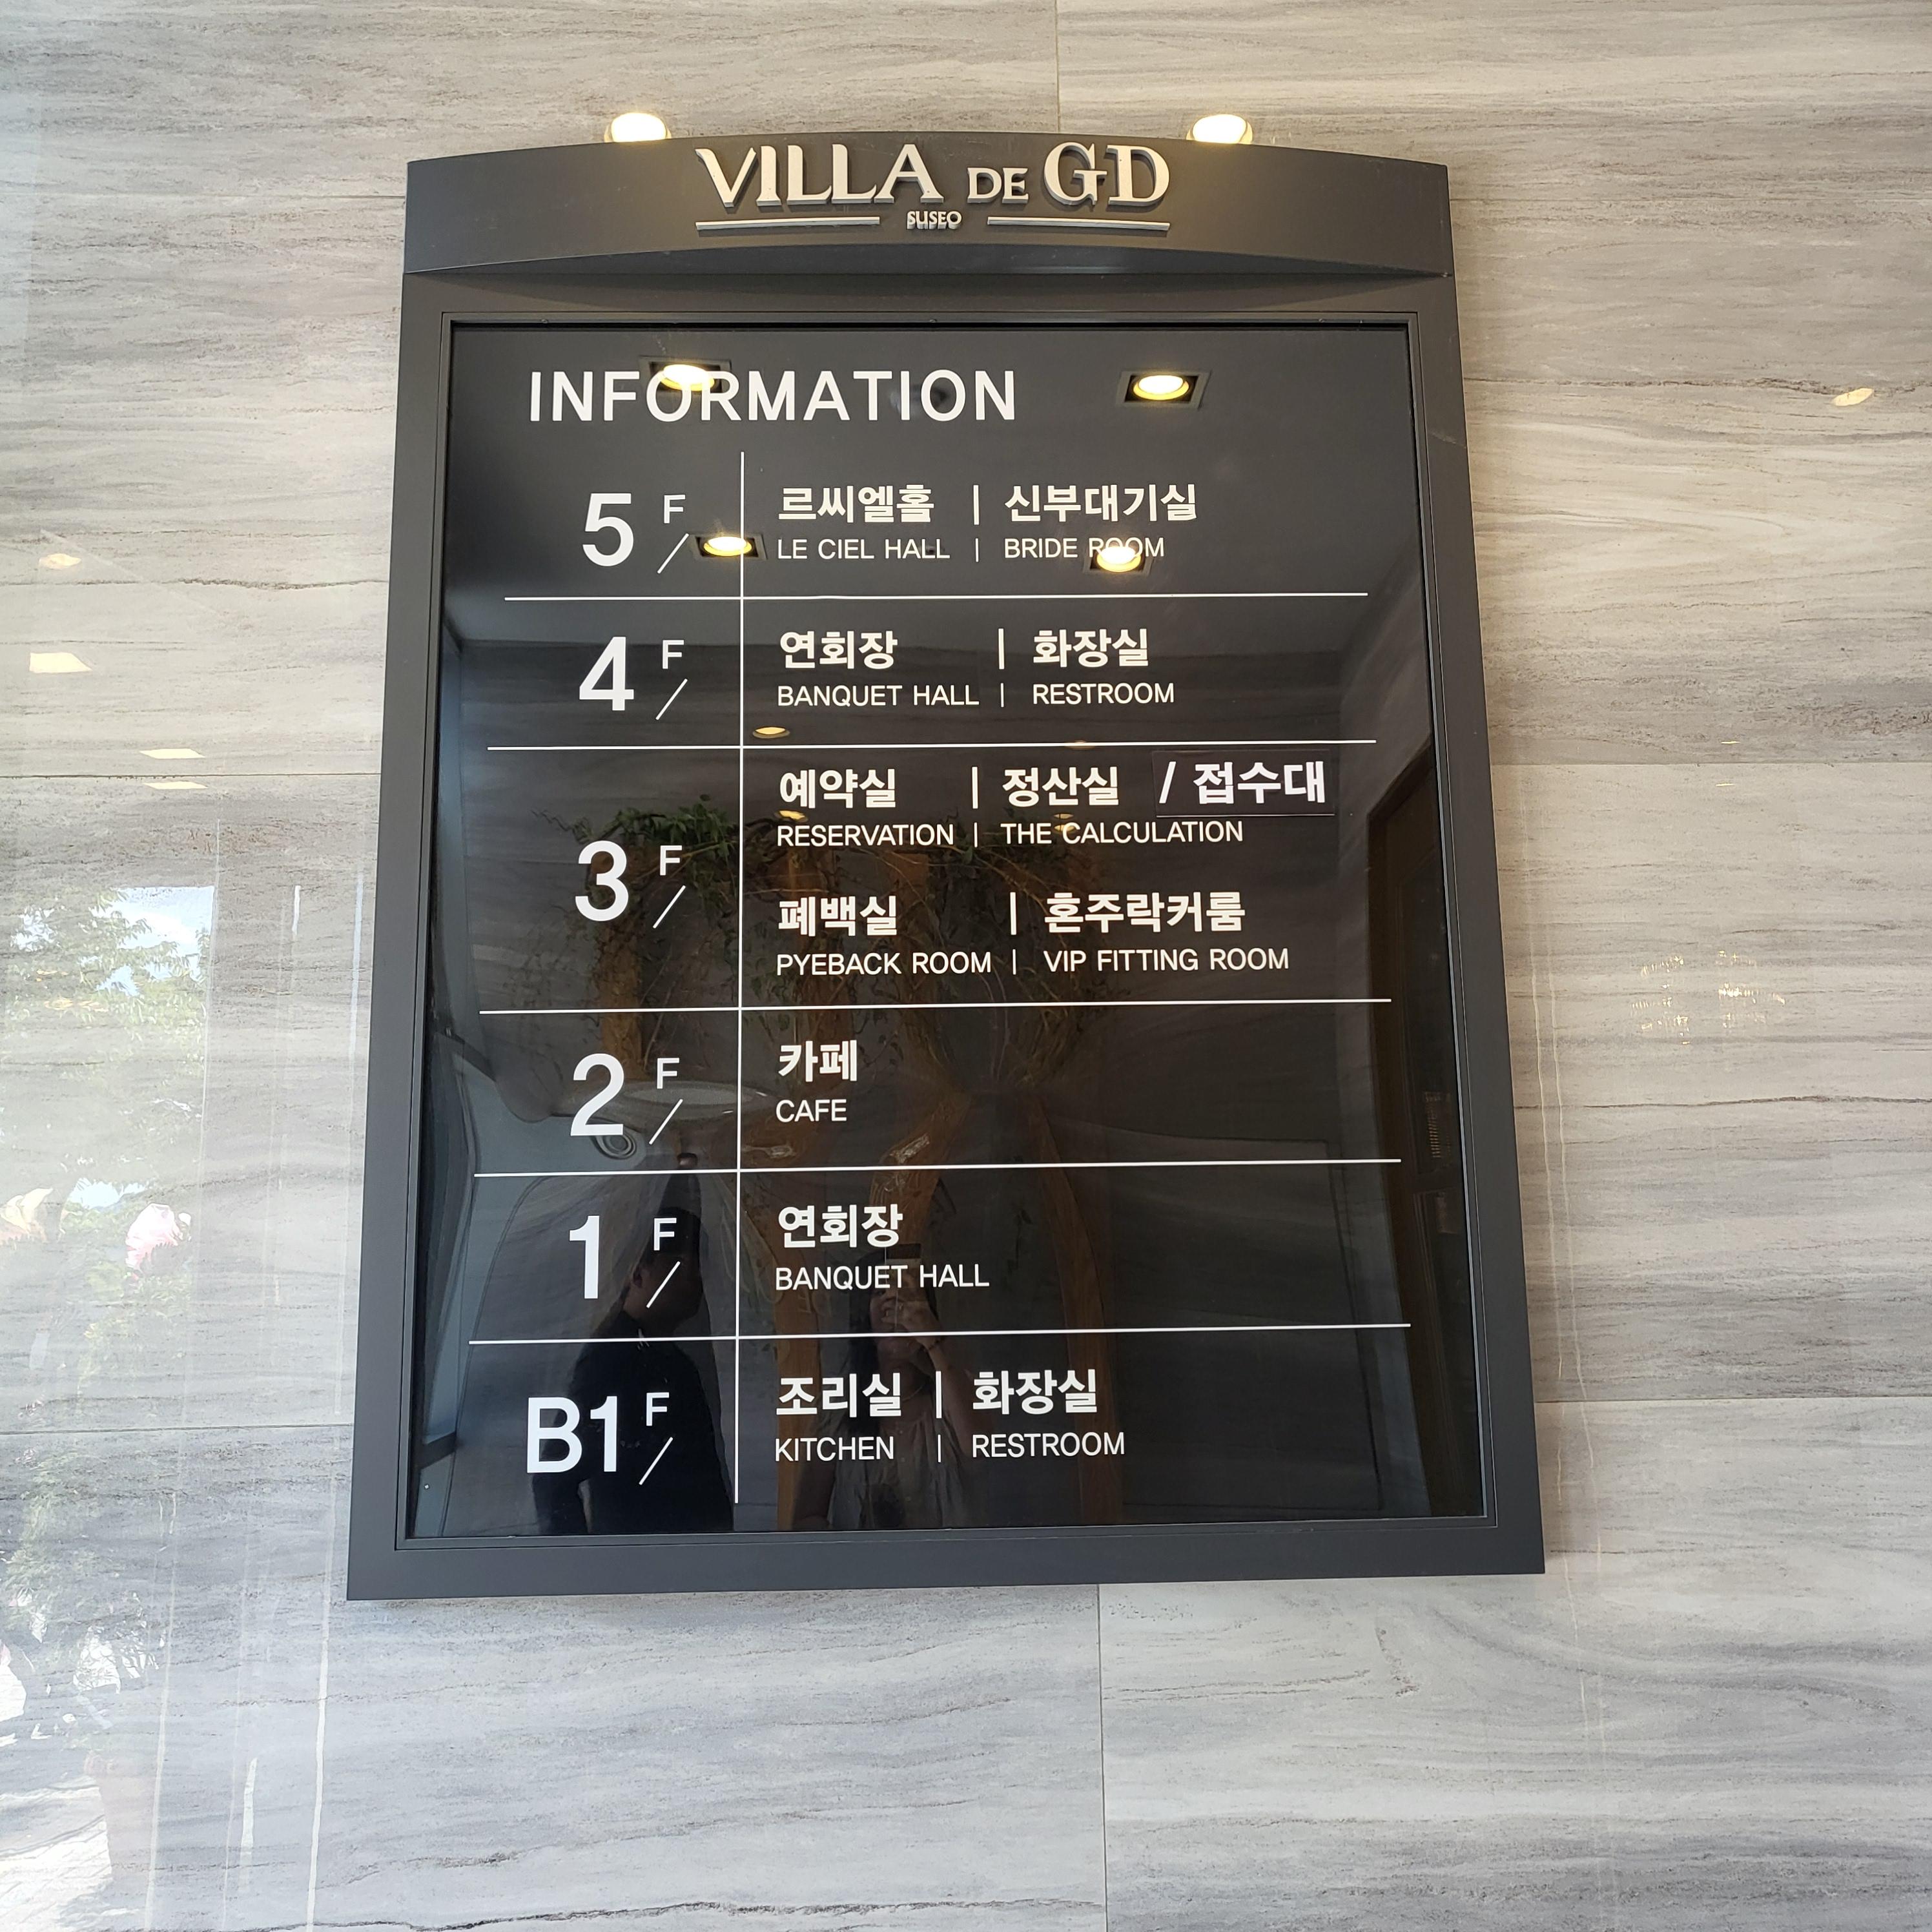 VILLA DE GD
SUSEO
INFORMATION
5 F/
르씨엘홀 | 신부대기실
LE CIEL HALL | BRIDE ROOM
4 F/
연회장 | 화장실
BANQUET HALL | RESTROOM
3 F/
예약실 | 정산실 / 접수대
RESERVATION | THE CALCULATION
폐백실 | 혼주락커룸
PYEBACK ROOM | VIP FITTING ROOM
2 F/
카페
CAFE
1 F/
연회장
BANQUET HALL
B1 F/
조리실 | 화장실
KITCHEN | RESTROOM